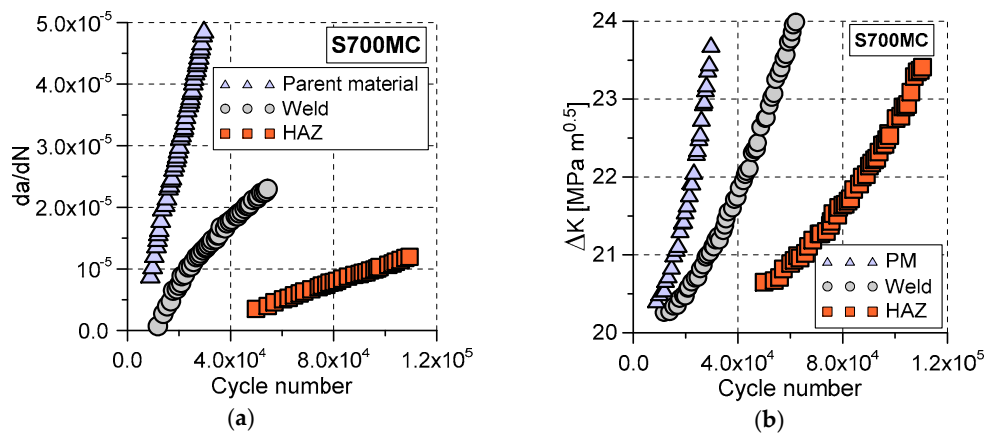 (a)
S700MC
Parent material
Weld
HAZ
da/dN
5.0x10⁻⁵
4.0x10⁻⁵
3.0x10⁻⁵
2.0x10⁻⁵
10⁻⁵
0.0
0.0
4.0x10⁴
8.0x10⁴
1.2x10⁵
Cycle number
(a)
(b)
S700MC
PM
Weld
HAZ
ΔK [MPa m⁰·⁵]
24
23
22
21
20
0.0
4.0x10⁴
8.0x10⁴
1.2x10⁵
Cycle number
(b)